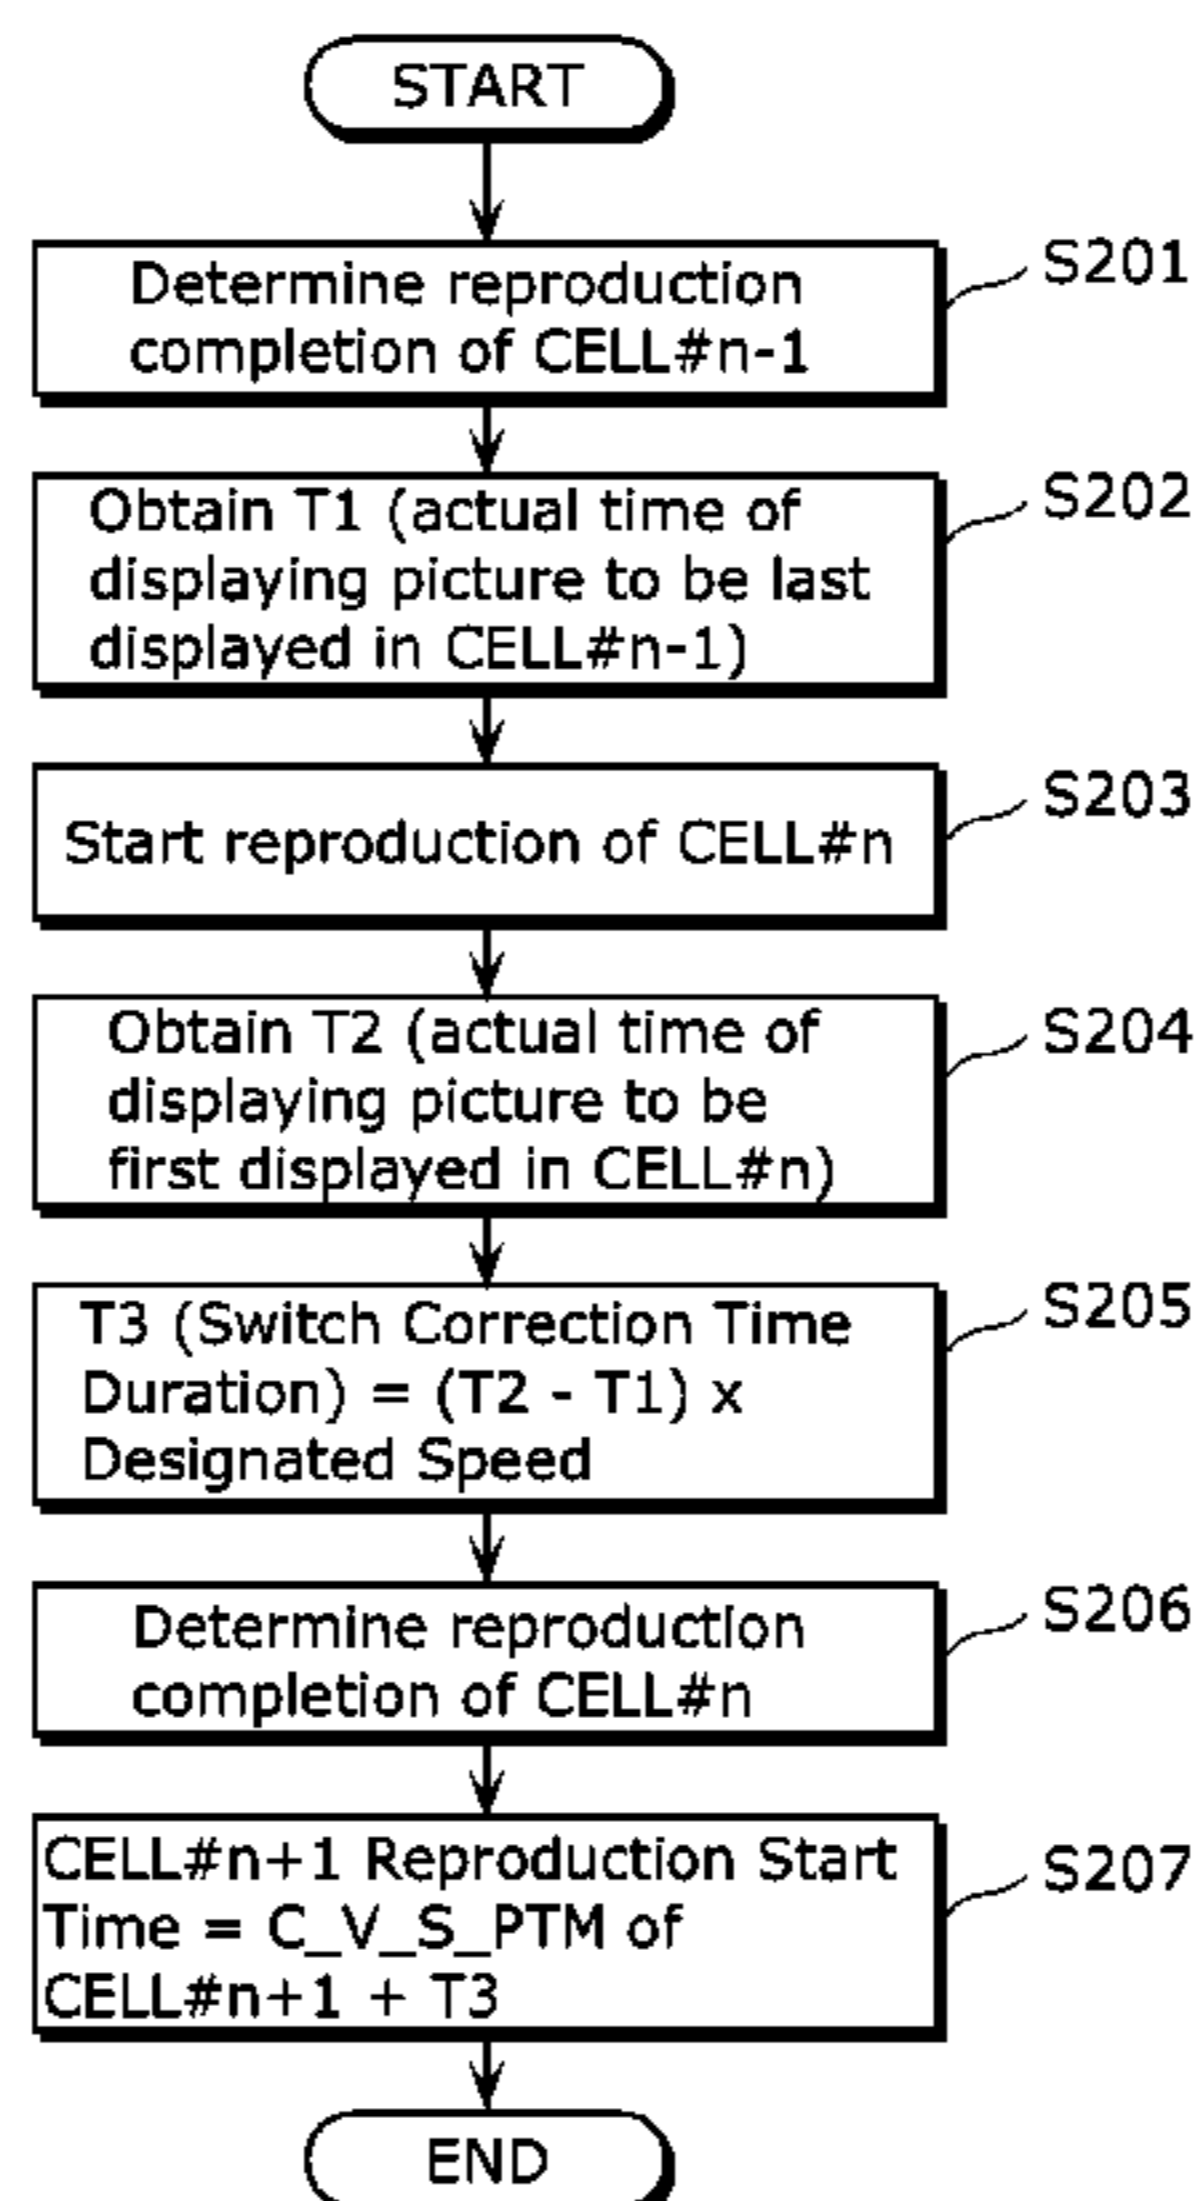 START
Determine reproduction
completion of CELL#n-1
S201
Obtain T1 (actual time of
displaying picture to be last
displayed in CELL#n-1)
S202
Start reproduction of CELL#n
S203
Obtain T2 (actual time of
displaying picture to be
first displayed in CELL#n)
S204
T3 (Switch Correction Time
Duration) = (T2 - T1) x
Designated Speed
S205
Determine reproduction
completion of CELL#n
S206
CELL#n+1 Reproduction Start
Time = C_V_S_PTM of
CELL#n+1 + T3
S207
END